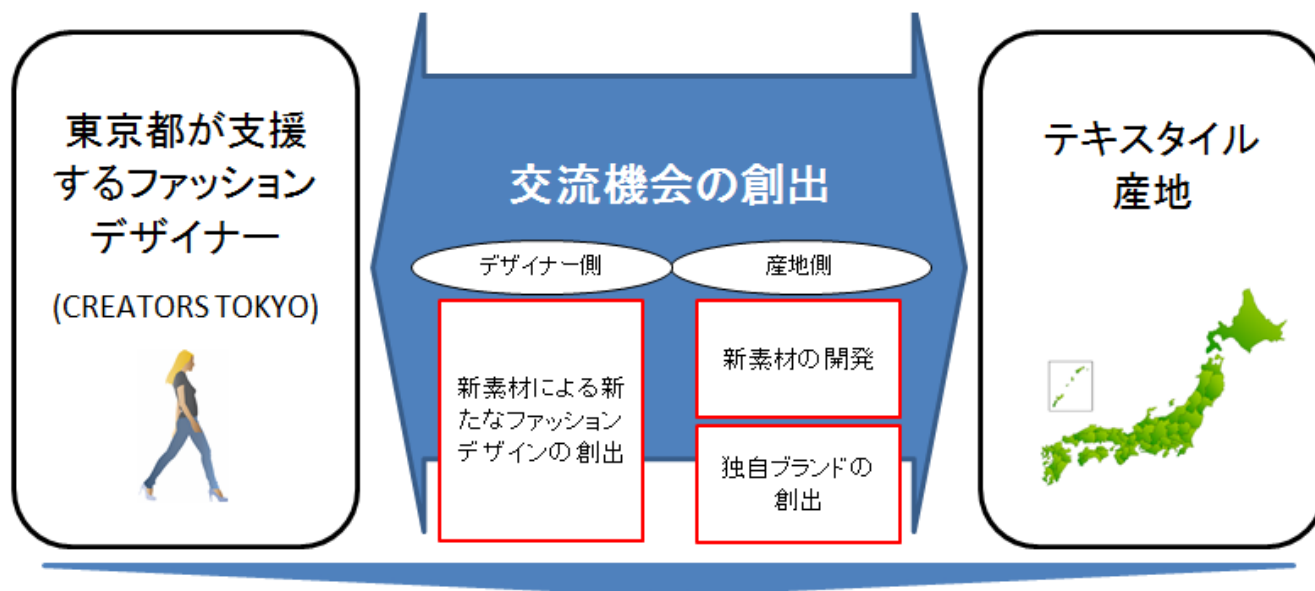 東京都が支援
するファッション
デザイナー
(CREATORS TOKYO)
交流機会の創出
デザイナー側
産地側
新素材による新
たなファッション
デザインの創出
新素材の開発
独自ブランドの
創出
テキスタイル
産地